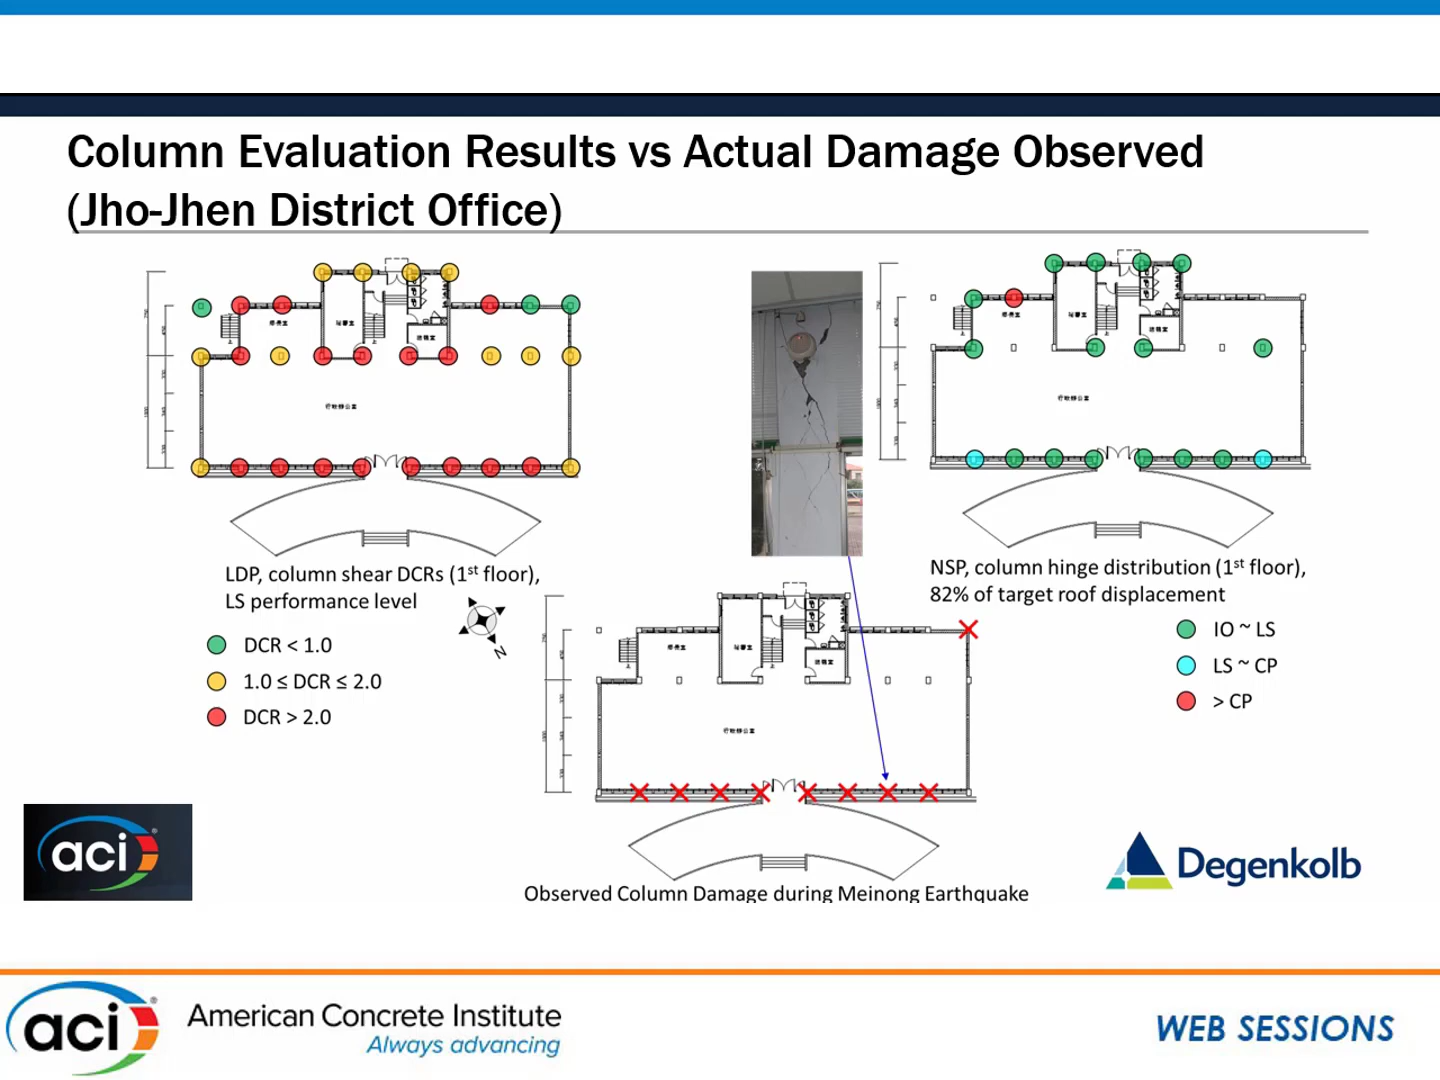 Column Evaluation Results vs Actual Damage Observed
(Jho-Jhen District Office)
LDP, column shear DCRs (1st floor),
LS performance level
DCR < 1.0
1.0 ≤ DCR ≤ 2.0
DCR > 2.0
N
NSP, column hinge distribution (1st floor),
82% of target roof displacement
IO ~ LS
LS ~ CP
> CP
Observed Column Damage during Meinong Earthquake
aci
Degenkolb
aci
American Concrete Institute
Always advancing
WEB SESSIONS